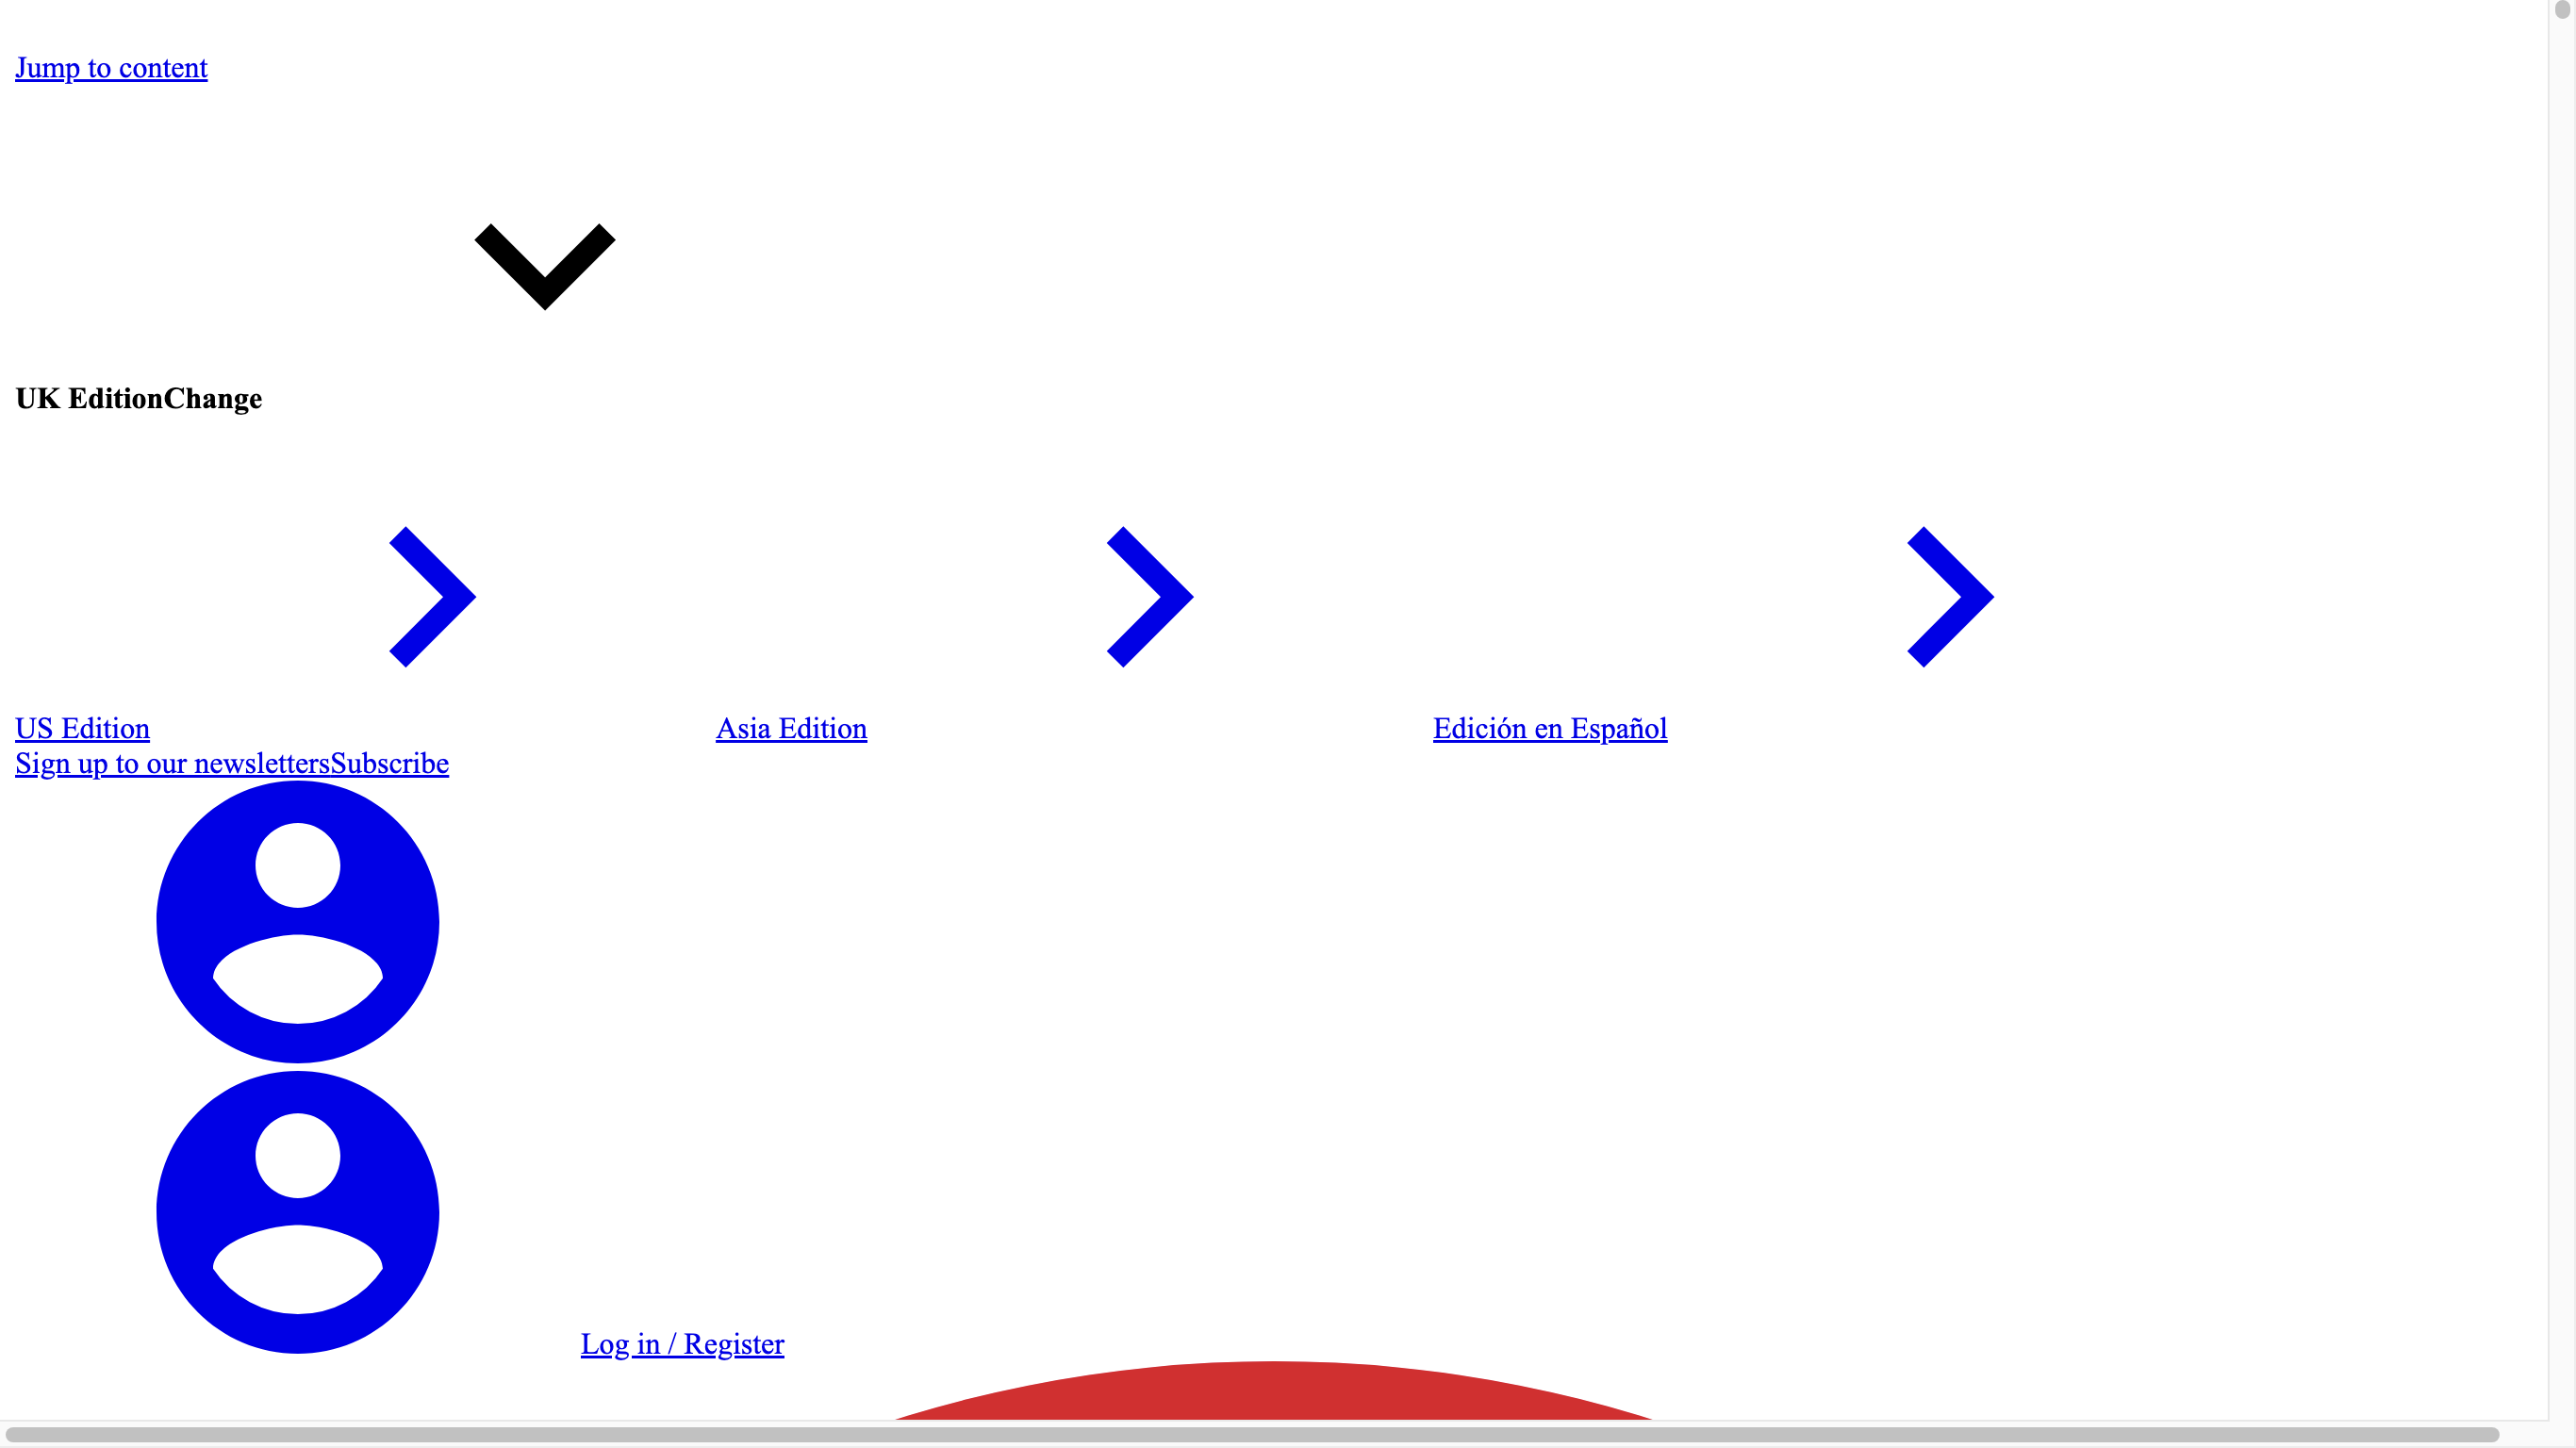 Jump to content
UK EditionChange
US Edition Asia Edition Edición en Español
Sign up to our newslettersSubscribe
Log in / Register